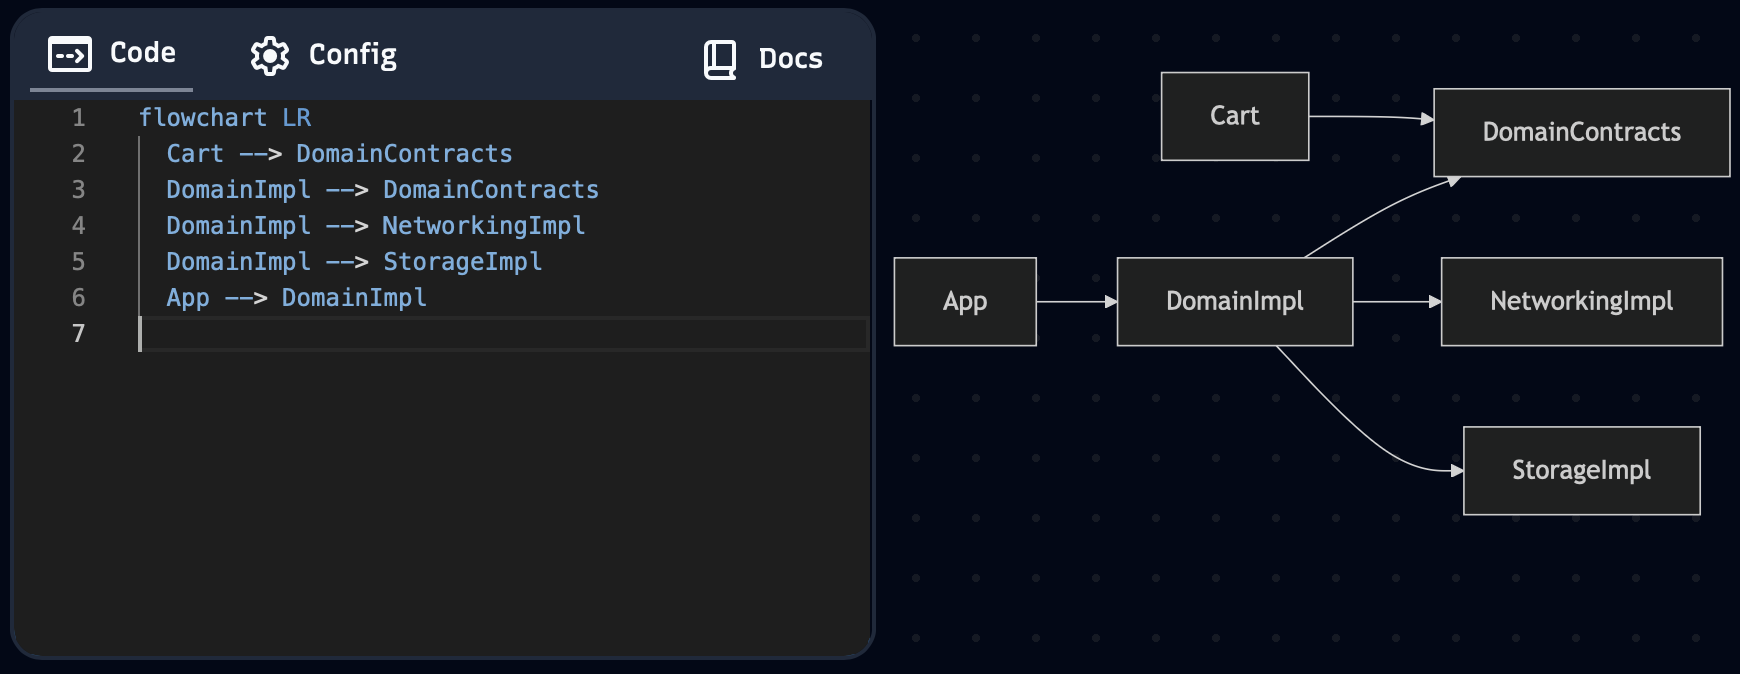 Code
Config
Docs
1 flowchart LR
2 Cart --> DomainContracts
3 DomainImpl --> DomainContracts
4 DomainImpl --> NetworkingImpl
5 DomainImpl --> StorageImpl
6 App --> DomainImpl
7
Cart
DomainContracts
App
DomainImpl
NetworkingImpl
StorageImpl